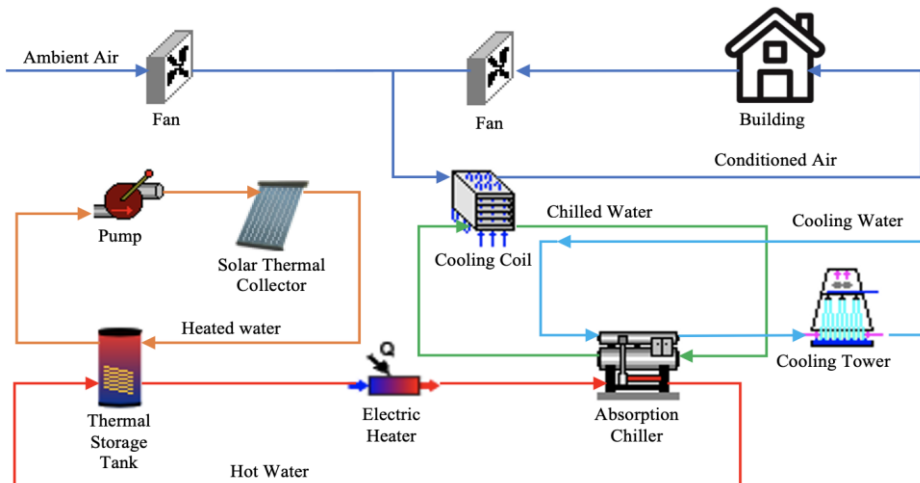 Ambient Air
Fan
Fan
Building
Conditioned Air
Pump
Solar Thermal
Collector
Cooling Coil
Chilled Water
Cooling Water
Heated water
Cooling Tower
Thermal
Storage
Tank
Q
Electric
Heater
Absorption
Chiller
Hot Water